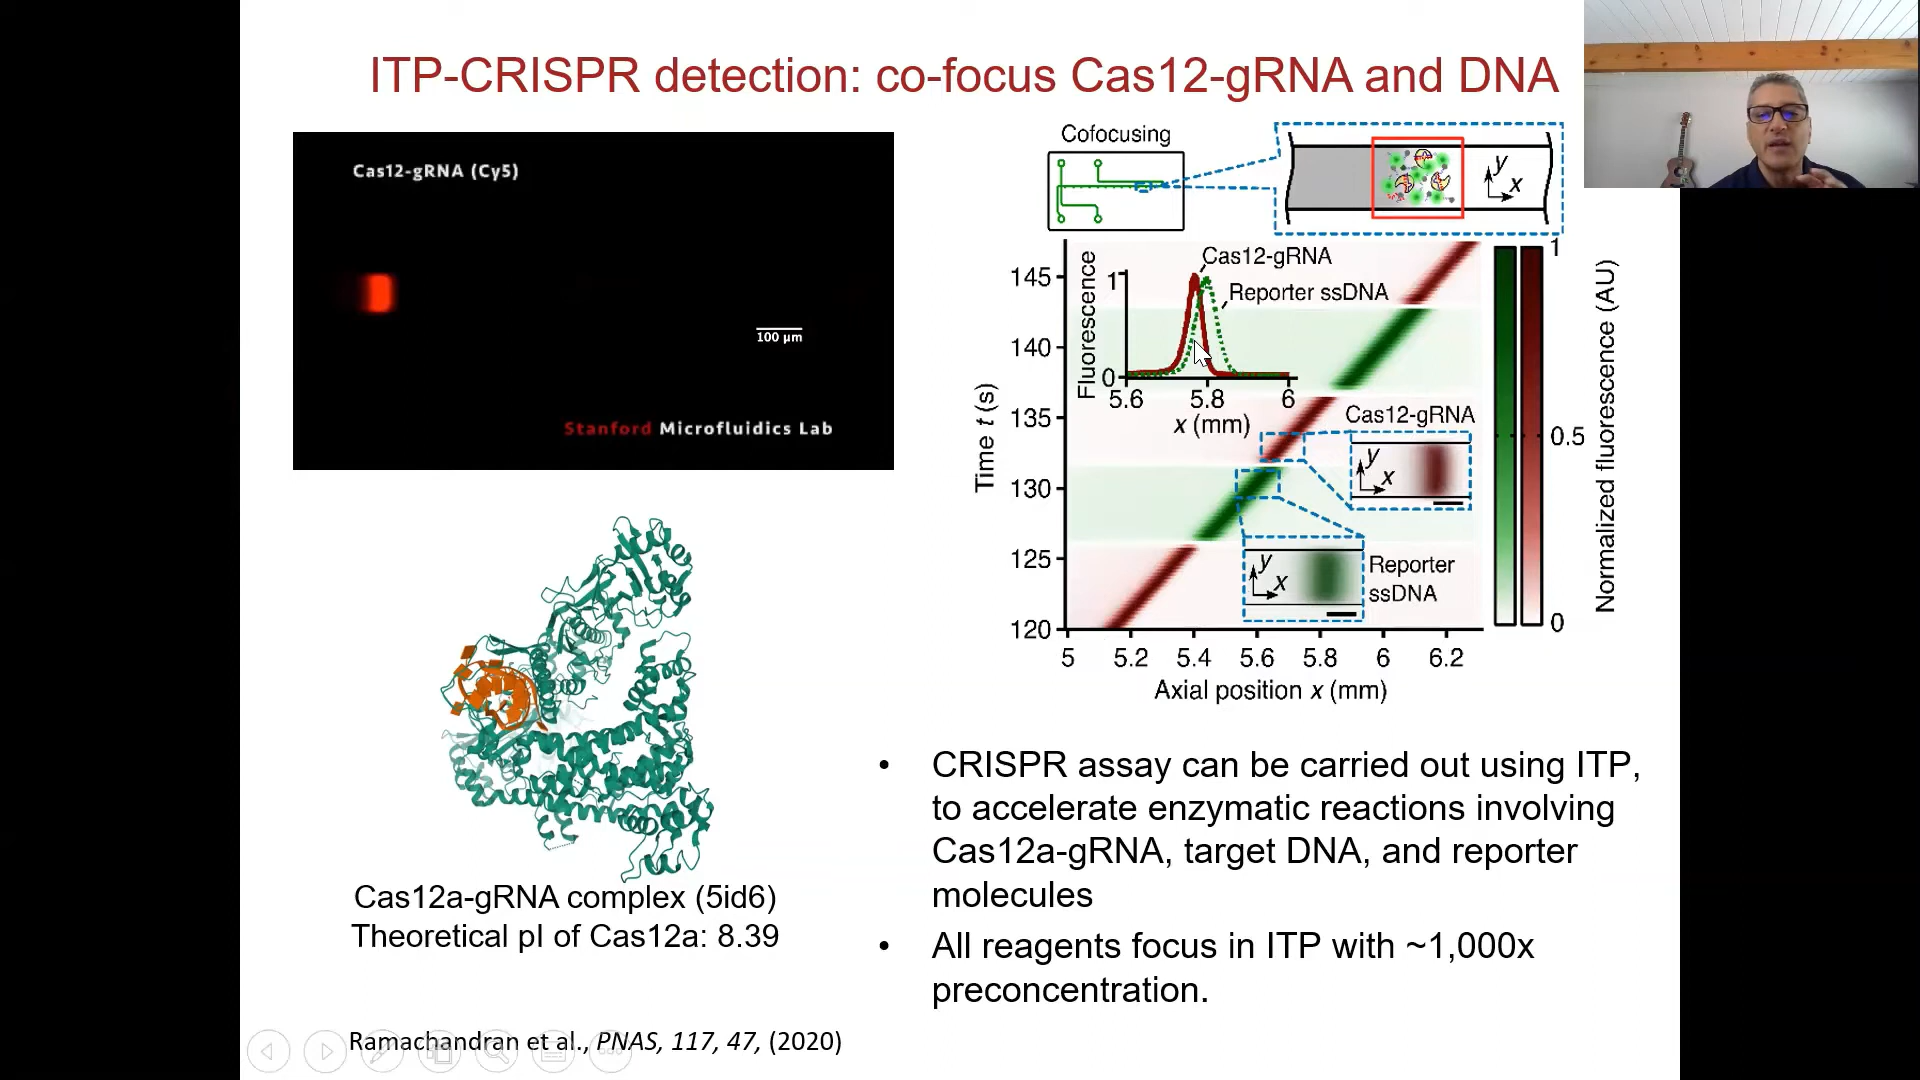 ITP-CRISPR detection: co-focus Cas12-gRNA and DNA
Cas12-gRNA (Cy5)
100 μm
Stanford Microfluidics Lab
Cas12a-gRNA complex (5id6)
Theoretical pI of Cas12a: 8.39
Cofocusing
y
x
Cas12-gRNA
Reporter ssDNA
Fluorescence
1
0
5.6 5.8 6
x (mm)
Cas12-gRNA
y
x
Reporter
ssDNA
y
x
Time t (s)
145
140
135
130
125
120
5 5.2 5.4 5.6 5.8 6 6.2
Axial position x (mm)
1
0.5
0
Normalized fluorescence (AU)
• CRISPR assay can be carried out using ITP,
to accelerate enzymatic reactions involving
Cas12a-gRNA, target DNA, and reporter
molecules
• All reagents focus in ITP with ~1,000x
preconcentration.
Ramachandran et al., PNAS, 117, 47, (2020)